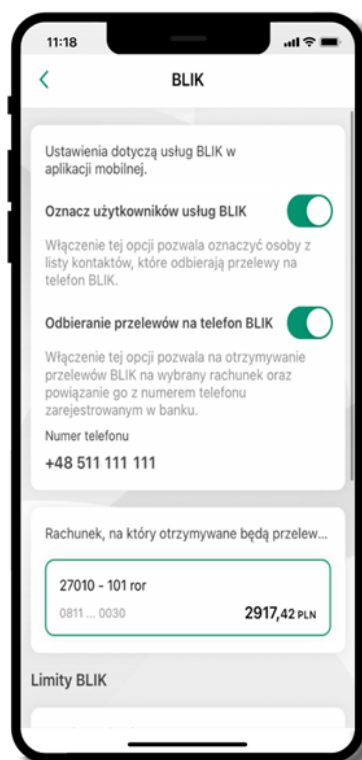 11:18
BLIK
Ustawienia dotyczą usług BLIK w
aplikacji mobilnej.
Oznacz użytkowników usług BLIK
Włączenie tej opcji pozwala oznaczyć osoby z
listy kontaktów, które odbierają przelewy na
telefon BLIK.
Odbieranie przelewów na telefon BLIK
Włączenie tej opcji pozwala na otrzymywanie
przelewów BLIK na wybrany rachunek oraz
powiązanie go z numerem telefonu
zarejestrowanym w banku.
Numer telefonu
+48 511 111 111
Rachunek, na który otrzymywane będą przelew...
27010 - 101 ror
0811 ... 0030 2917,42 PLN
Limity BLIK